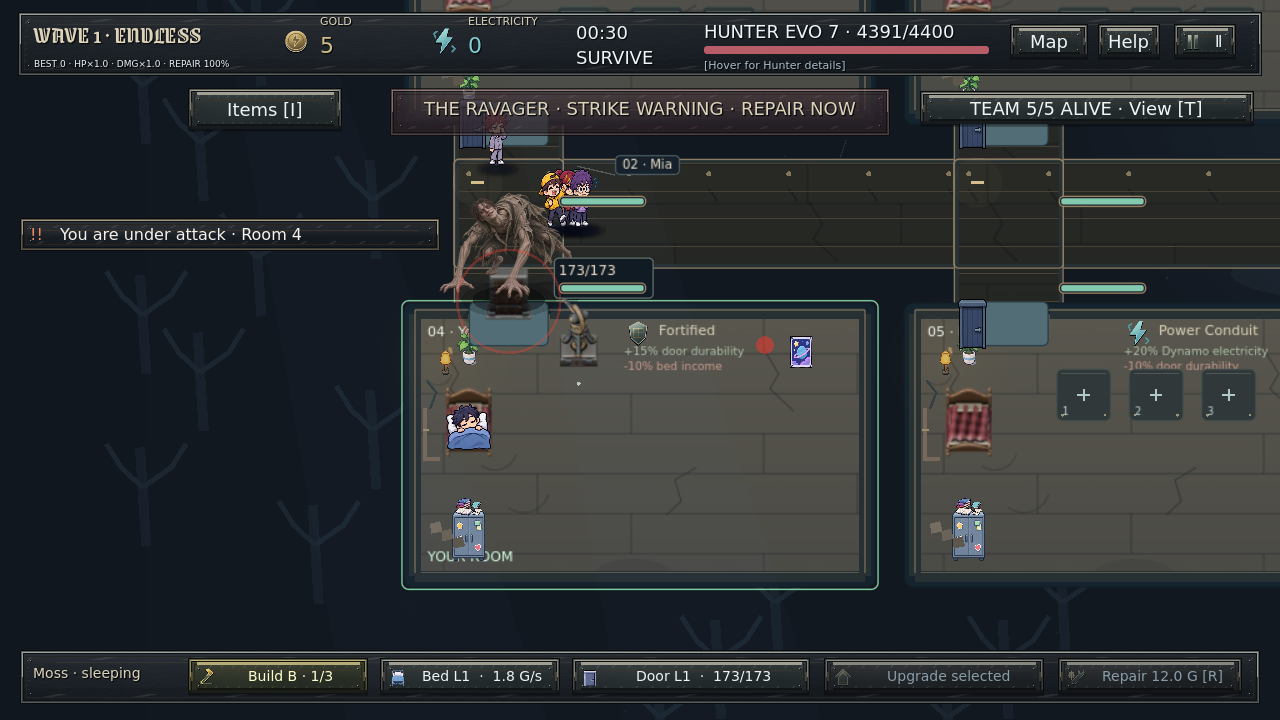 WAVE 1 · ENDLESS
BEST 0 · HP×1.0 · DMG×1.0 · REPAIR 100%
GOLD
5
ELECTRICITY
0
00:30
SURVIVE
HUNTER EVO 7 · 4391/4400
[Hover for Hunter details]
Map
Help
Items [I]
THE RAVAGER · STRIKE WARNING · REPAIR NOW
TEAM 5/5 ALIVE · View [T]
02 · Mia
!! You are under attack · Room 4
173/173
04 ·
Fortified
+15% door durability
-10% bed income
05 ·
Power Conduit
+20% Dynamo electricity
-10% door durability
+
1
+
2
+
3
YOUR ROOM
Moss · sleeping
Build B · 1/3
Bed L1 · 1.8 G/s
Door L1 · 173/173
Upgrade selected
Repair 12.0 G [R]